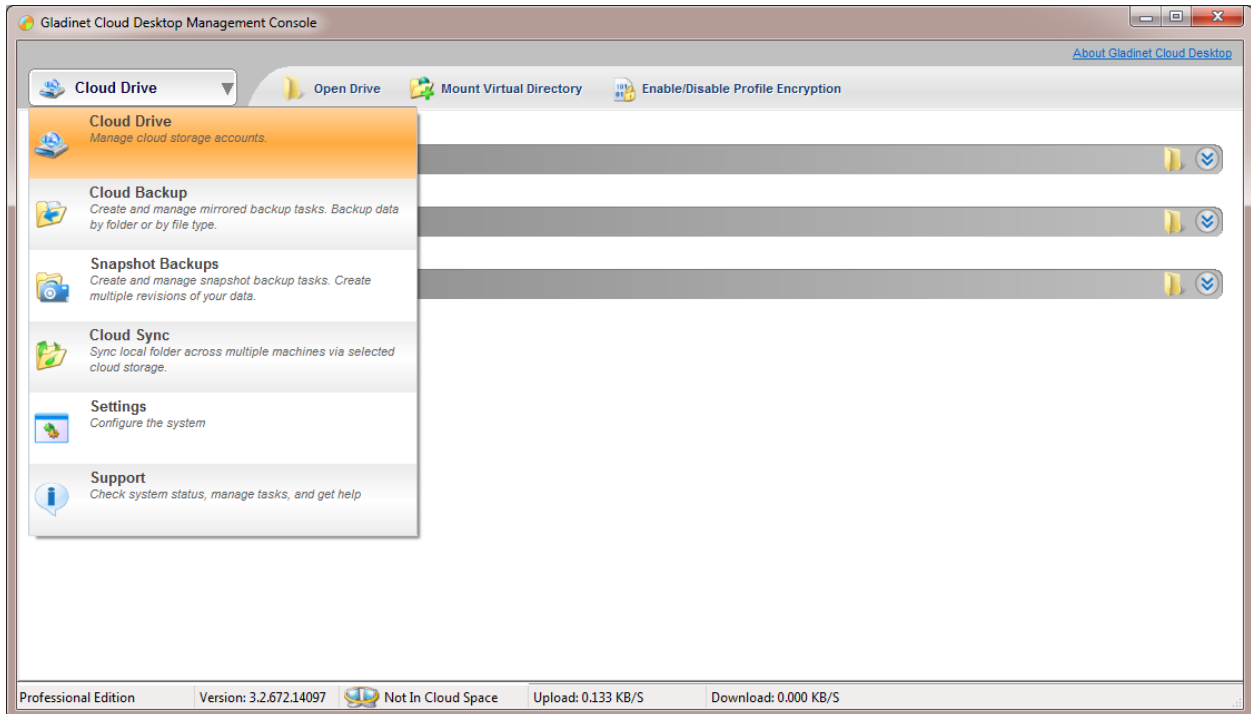 Gladinet Cloud Desktop Management Console
About Gladinet Cloud Desktop
Cloud Drive
Open Drive
Mount Virtual Directory
Enable/Disable Profile Encryption
Cloud Drive
Manage cloud storage accounts.
Cloud Backup
Create and manage mirrored backup tasks. Backup data
by folder or by file type.
Snapshot Backups
Create and manage snapshot backup tasks. Create
multiple revisions of your data.
Cloud Sync
Sync local folder across multiple machines via selected
cloud storage.
Settings
Configure the system
Support
Check system status, manage tasks, and get help
Professional Edition
Version: 3.2.672.14097
Not In Cloud Space
Upload: 0.133 KB/S
Download: 0.000 KB/S